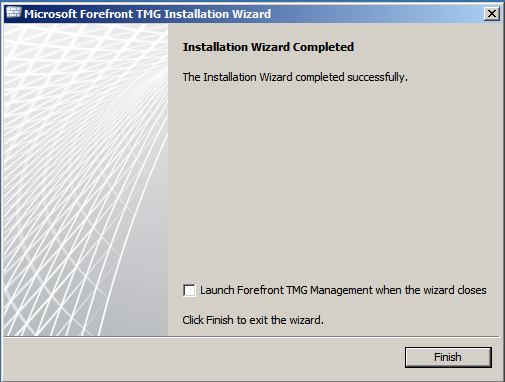 Microsoft Forefront TMG Installation Wizard
Installation Wizard Completed
The Installation Wizard completed successfully.
Launch Forefront TMG Management when the wizard closes
Click Finish to exit the wizard.
Finish